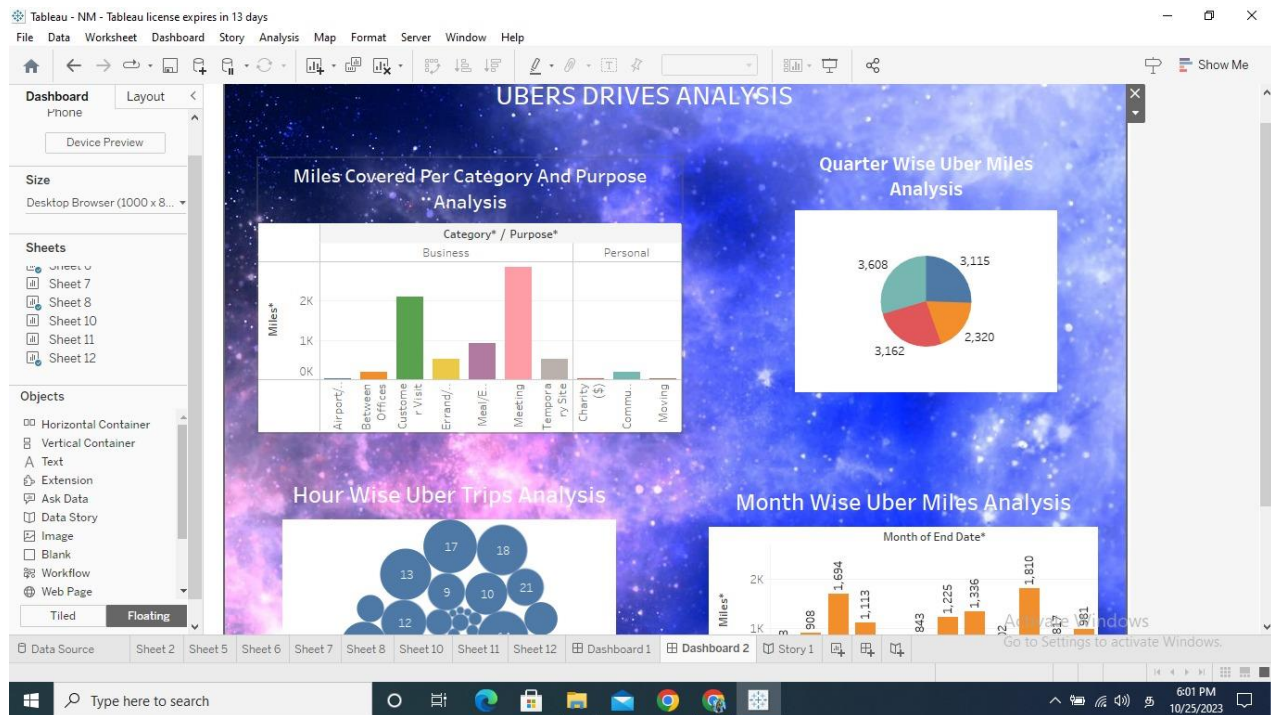 Tableau - NM - Tableau license expires in 13 days
File Data Worksheet Dashboard Story Analysis Map Format Server Window Help
Show Me
Dashboard Layout
Phone
Device Preview
Size
Desktop Browser (1000 x 8...
Sheets
Sheet 7
Sheet 8
Sheet 10
Sheet 11
Sheet 12
Objects
Horizontal Container
Vertical Container
Text
Extension
Ask Data
Data Story
Image
Blank
Workflow
Web Page
Tiled Floating
UBERS DRIVES ANALYSIS
Miles Covered Per Category And Purpose
Analysis
Category* / Purpose*
Business Personal
Miles*
2K
1K
0K
Airport/..
Between
Offices
Custome
r Visit
Errand/..
Meal/E..
Meeting
Tempora
ry Site
Charity
($)
Commu..
Moving
Quarter Wise Uber Miles
Analysis
3,608 3,115
2,320
3,162
Hour Wise Uber Trips Analysis
17
18
13
9
10
21
12
Month Wise Uber Miles Analysis
Month of End Date*
Miles*
2K
1K
908
1,694
1,113
843
1,225
1,336
1,810
Activate Windows
Go to Settings to activate Windows.
Data Source Sheet 2 Sheet 5 Sheet 6 Sheet 7 Sheet 8 Sheet 10 Sheet 11 Sheet 12 Dashboard 1 Dashboard 2 Story 1
Type here to search
6:01 PM
10/25/2023